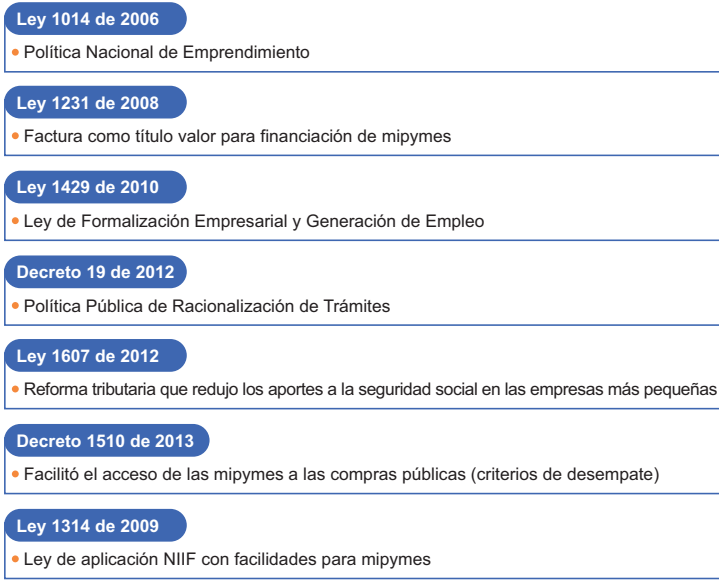 Ley 1014 de 2006
• Política Nacional de Emprendimiento
Ley 1231 de 2008
• Factura como título valor para financiación de mipymes
Ley 1429 de 2010
• Ley de Formalización Empresarial y Generación de Empleo
Decreto 19 de 2012
• Política Pública de Racionalización de Trámites
Ley 1607 de 2012
• Reforma tributaria que redujo los aportes a la seguridad social en las empresas más pequeñas
Decreto 1510 de 2013
• Facilitó el acceso de las mipymes a las compras públicas (criterios de desempate)
Ley 1314 de 2009
• Ley de aplicación NIIF con facilidades para mipymes